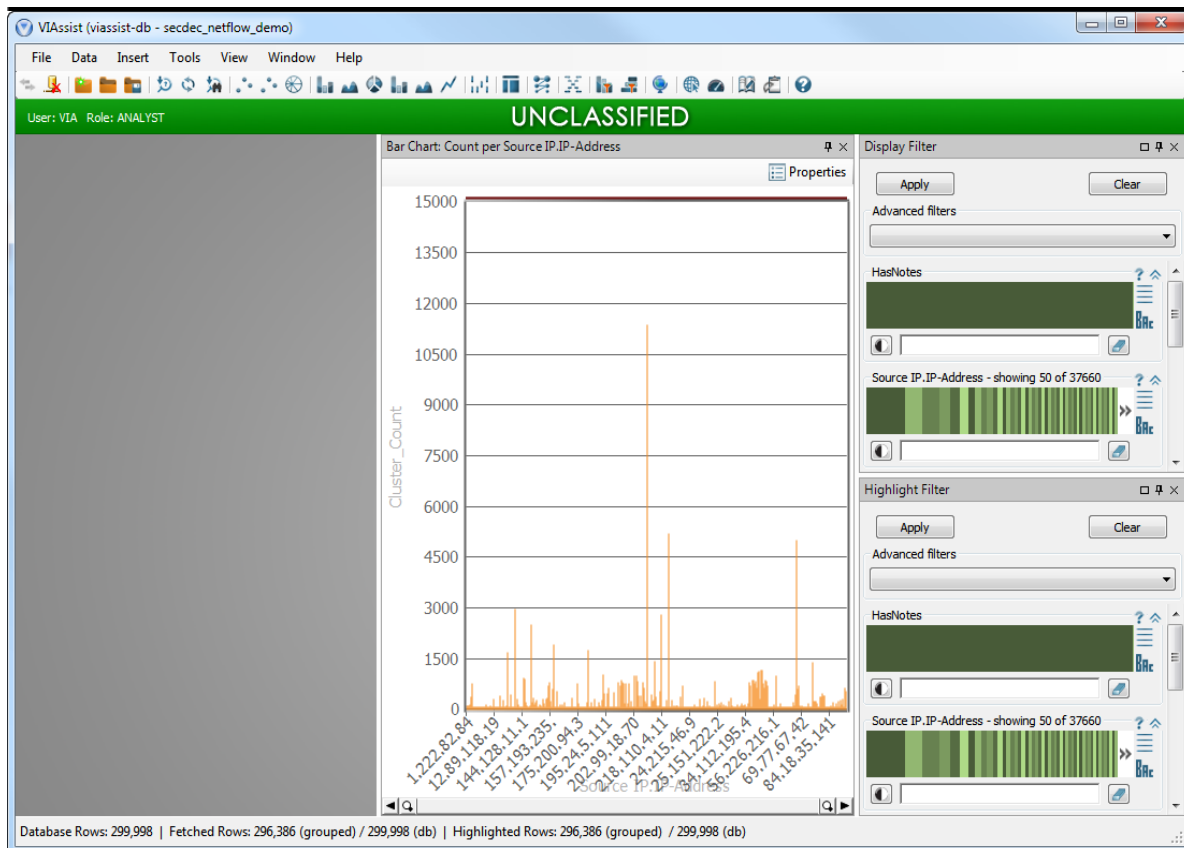 VIAssist (viassist-db - secdec_netflow_demo)
File Data Insert Tools View Window Help
User: VIA Role: ANALYST
UNCLASSIFIED
Bar Chart: Count per Source IP.IP-Address
Properties
15000
13500
12000
10500
9000
7500
6000
4500
3000
1500
0
Cluster_Count
1.222.82.84
12.89.118.19
144.128.11.1
157.193.235.
175.200.94.3
195.24.5.111
202.99.18.70
218.110.4.11
24.215.46.9
34.112.195.4
56.226.216.1
69.77.67.42
84.18.35.141
Source IP.IP-Address
Display Filter
Apply Clear
Advanced filters
HasNotes
?
BAc
Source IP.IP-Address - showing 50 of 37660
?
BAc
Highlight Filter
Apply Clear
Advanced filters
HasNotes
?
BAc
Source IP.IP-Address - showing 50 of 37660
?
BAc
Database Rows: 299,998 | Fetched Rows: 296,386 (grouped) / 299,998 (db) | Highlighted Rows: 296,386 (grouped) / 299,998 (db)